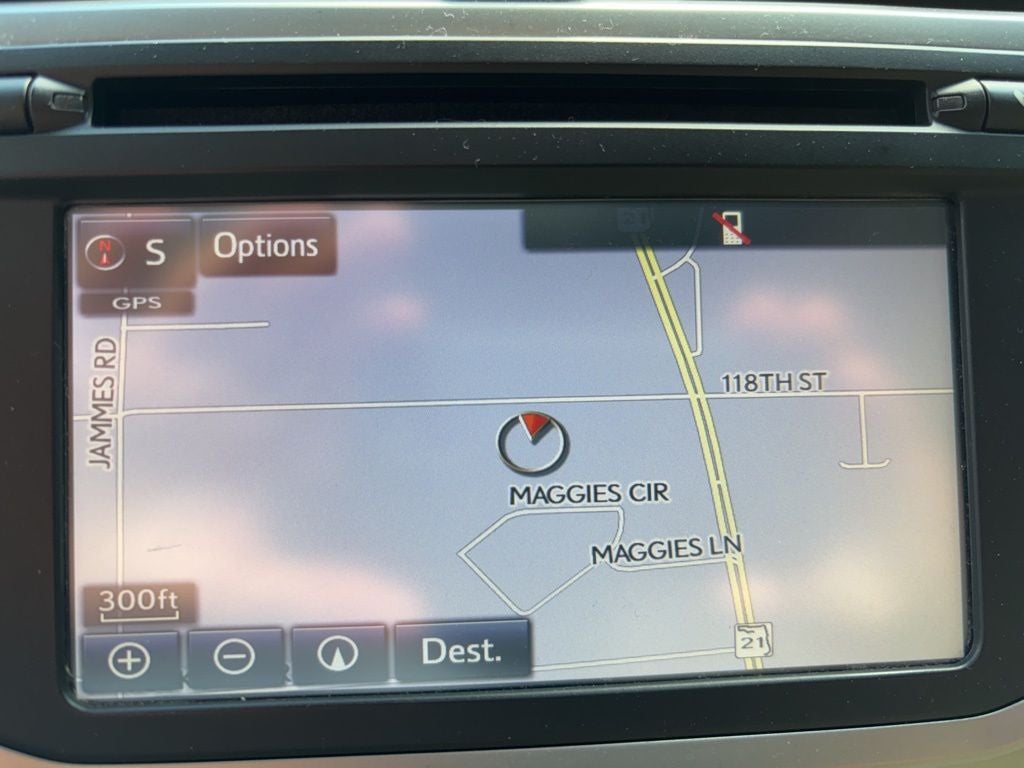 21
N S
Options
GPS
JAMMES RD
118TH ST
MAGGIES CIR
MAGGIES LN
300ft
21
Dest.